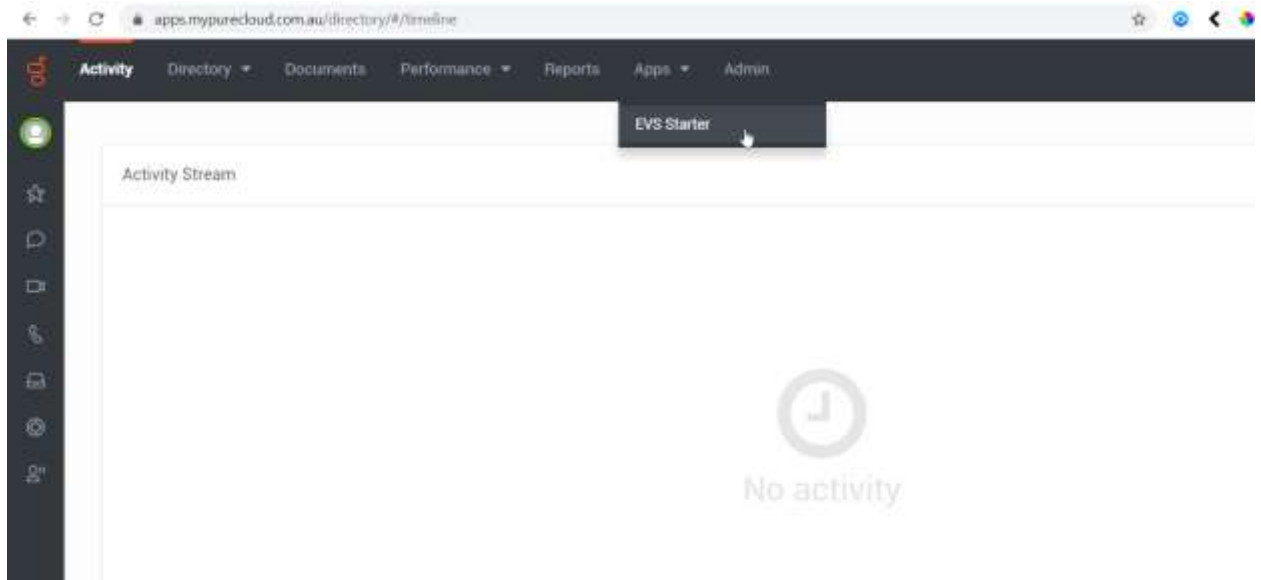 apps.mypurecloud.com.au/directory/#/timeline
Activity Directory Documents Performance Reports Apps Admin
EVS Starter
Activity Stream
No activity